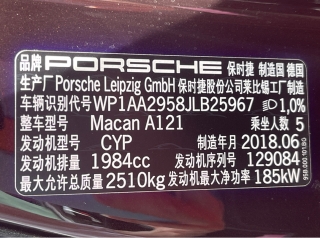 品牌 PORSCHE 保时捷 制造国 德国
生产厂 Porsche Leipzig GmbH 保时捷股份公司莱比锡工厂制造
车辆识别代号 WP1AA2958JLB25967 1,0%
整车型号 Macan A121 乘坐人数 5
发动机型号 CYP 制造年月 2018.06
发动机排量 1984cc 发动机序列号 129084
最大允许总质量 2510kg 发动机最大净功率 185kW